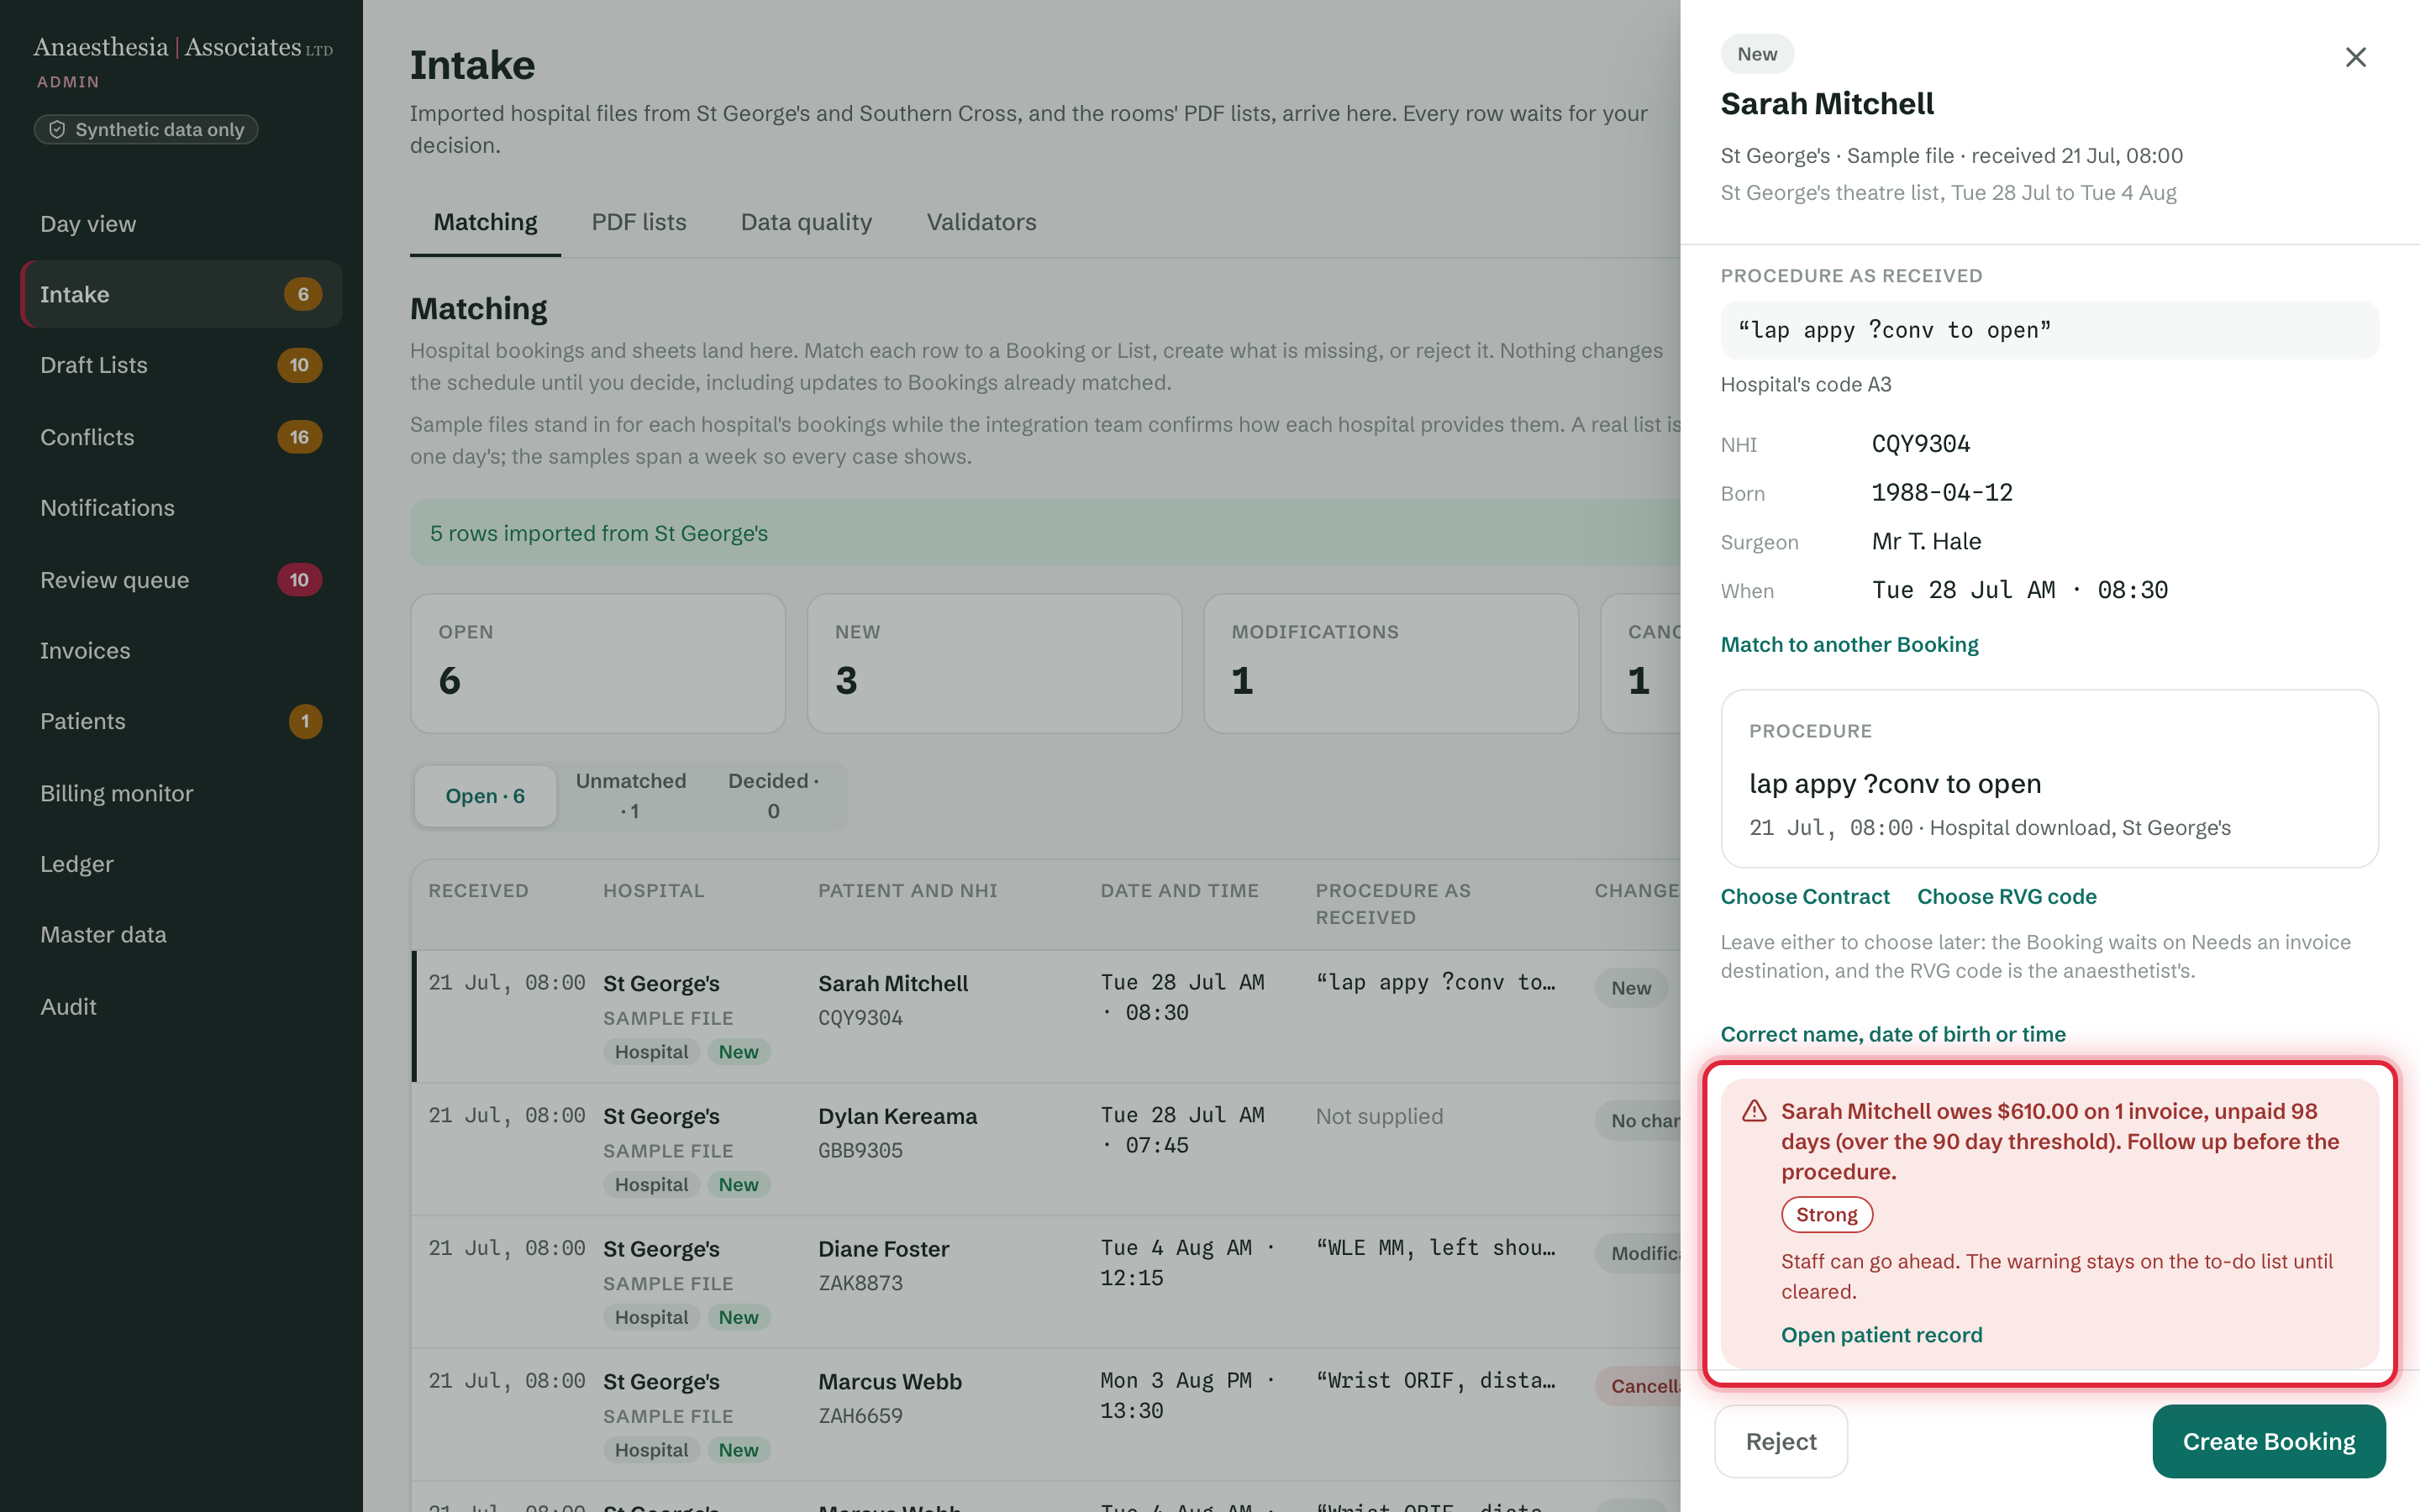 Anaesthesia | Associates LTD
ADMIN
Synthetic data only
Day view
Intake 6
Draft Lists 10
Conflicts 16
Notifications
Review queue 10
Invoices
Patients 1
Billing monitor
Ledger
Master data
Audit
Intake
Imported hospital files from St George's and Southern Cross, and the rooms' PDF lists, arrive here. Every row waits for your
decision.
Matching PDF lists Data quality Validators
Matching
Hospital bookings and sheets land here. Match each row to a Booking or List, create what is missing, or reject it. Nothing changes
the schedule until you decide, including updates to Bookings already matched.
Sample files stand in for each hospital's bookings while the integration team confirms how each hospital provides them. A real list is
one day's; the samples span a week so every case shows.
5 rows imported from St George's
OPEN NEW MODIFICATIONS
6 3 1 1
Open · 6 Unmatched · 1 Decided · 0
RECEIVED HOSPITAL PATIENT AND NHI DATE AND TIME PROCEDURE AS RECEIVED CHANGE
21 Jul, 08:00 St George's Sarah Mitchell Tue 28 Jul AM “lap appy ?conv to… New
SAMPLE FILE CQY9304 · 08:30
Hospital New
21 Jul, 08:00 St George's Dylan Kereama Tue 28 Jul AM Not supplied No
SAMPLE FILE GBB9305 · 07:45
Hospital New
21 Jul, 08:00 St George's Diane Foster Tue 4 Aug AM · “WLE MM, left shou…
SAMPLE FILE ZAK8873 12:15
Hospital New
21 Jul, 08:00 St George's Marcus Webb Mon 3 Aug PM · “Wrist ORIF, dista…
SAMPLE FILE ZAH6659 13:30
Hospital New
New
Sarah Mitchell
St George's · Sample file · received 21 Jul, 08:00
St George's theatre list, Tue 28 Jul to Tue 4 Aug
PROCEDURE AS RECEIVED
“lap appy ?conv to open”
Hospital's code A3
NHI CQY9304
Born 1988-04-12
Surgeon Mr T. Hale
When Tue 28 Jul AM · 08:30
Match to another Booking
PROCEDURE
lap appy ?conv to open
21 Jul, 08:00 · Hospital download, St George's
Choose Contract Choose RVG code
Leave either to choose later: the Booking waits on Needs an invoice
destination, and the RVG code is the anaesthetist's.
Correct name, date of birth or time
Sarah Mitchell owes $610.00 on 1 invoice, unpaid 98
days (over the 90 day threshold). Follow up before the
procedure.
Strong
Staff can go ahead. The warning stays on the to-do list until
cleared.
Open patient record
Reject Create Booking